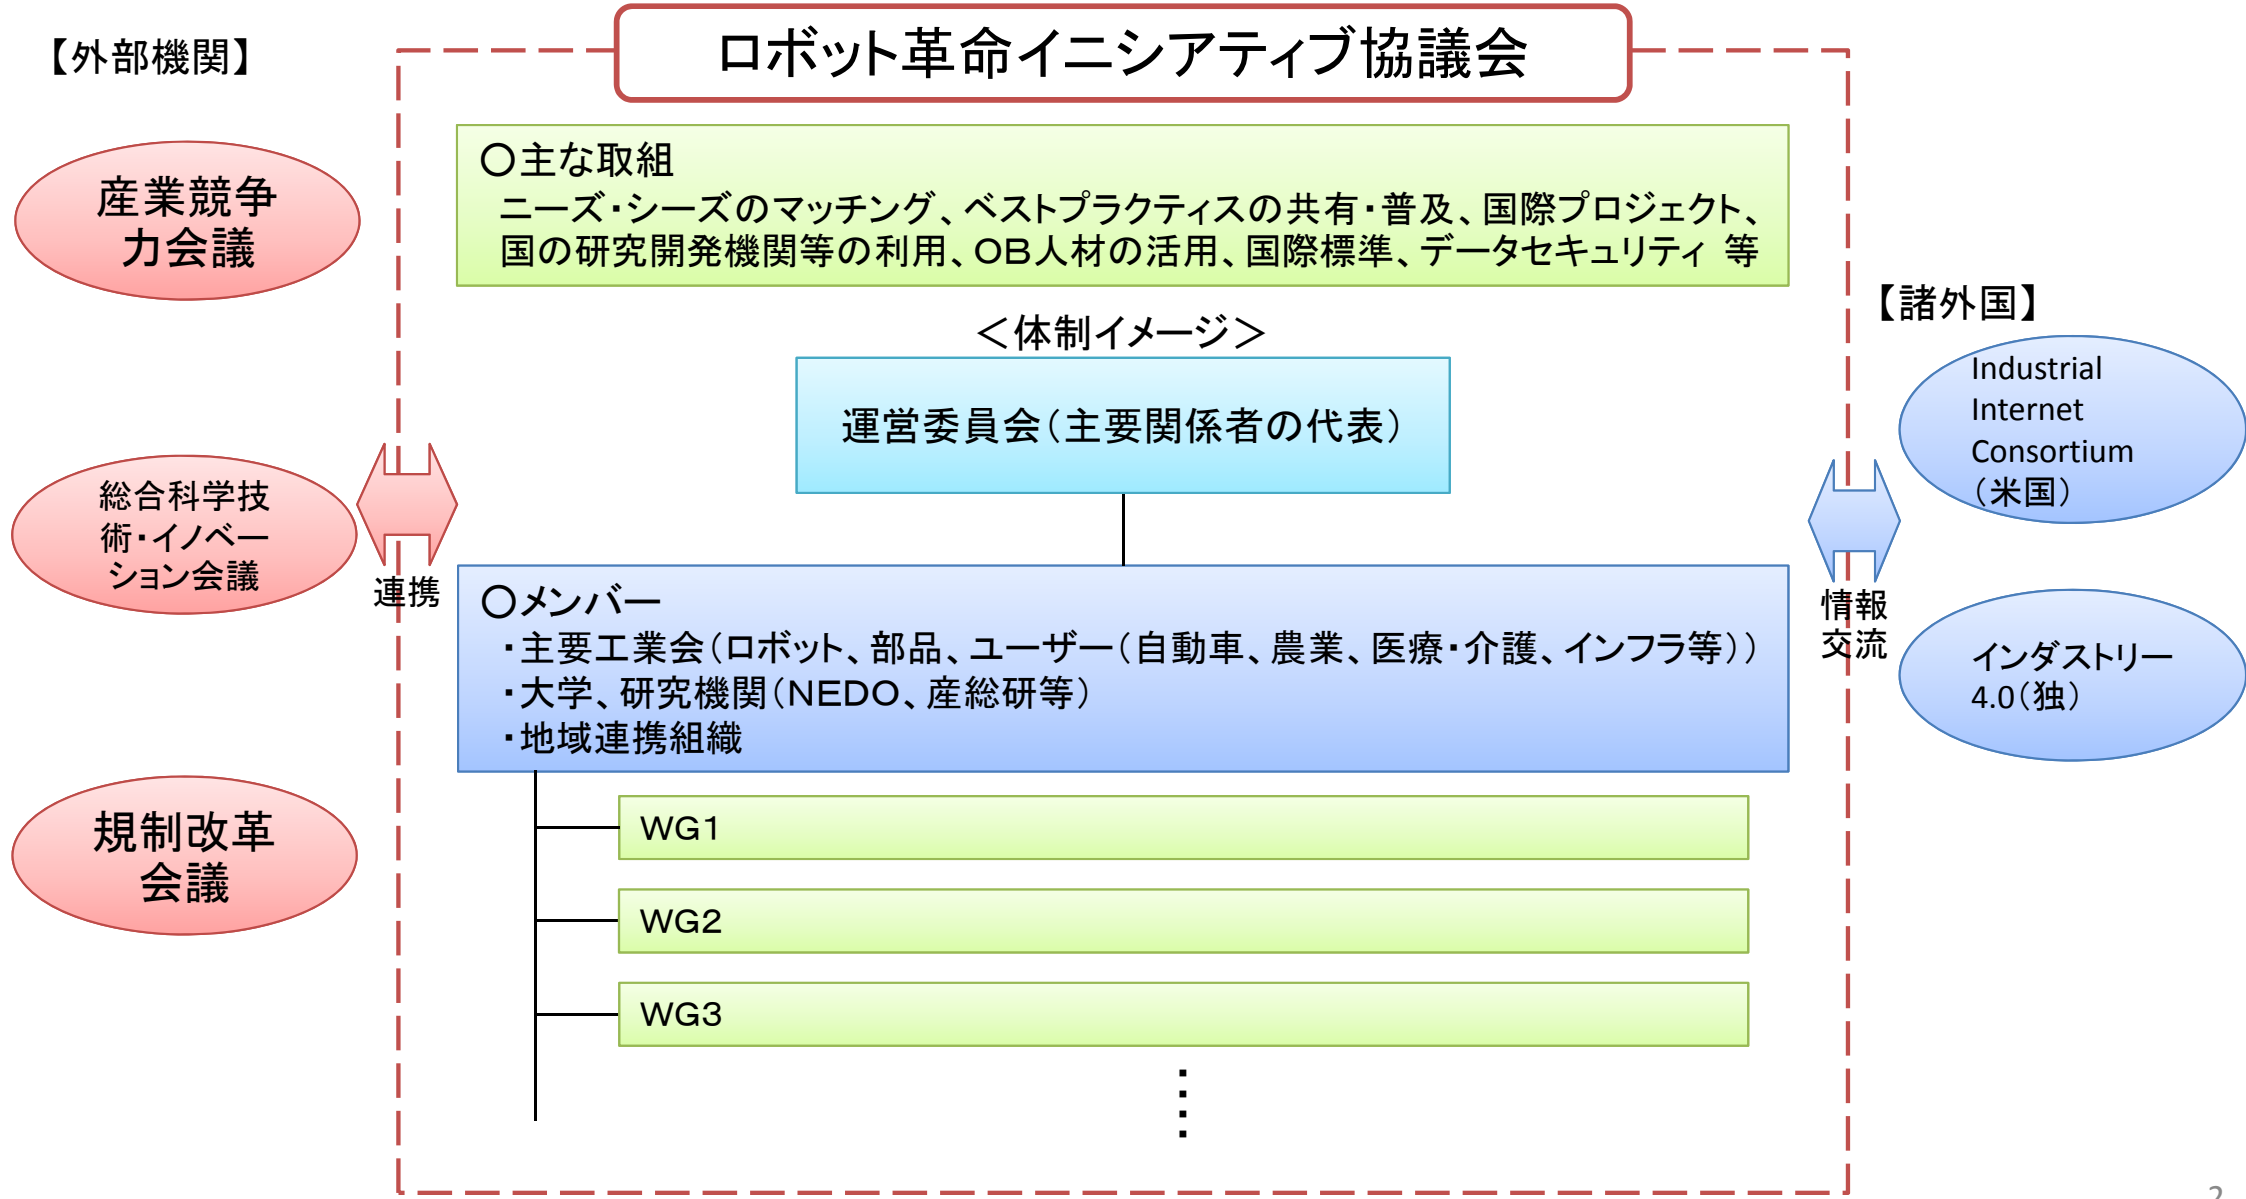 ロボット革命イニシアティブ協議会
【外部機関】
産業競争
力会議
総合科学技
術・イノベー
ション会議
規制改革
会議
連携
○主な取組
ニーズ・シーズのマッチング、ベストプラクティスの共有・普及、国際プロジェクト、
国の研究開発機関等の利用、OB人材の活用、国際標準、データセキュリティ 等
＜体制イメージ＞
運営委員会（主要関係者の代表）
○メンバー
・主要工業会（ロボット、部品、ユーザー（自動車、農業、医療・介護、インフラ等））
・大学、研究機関（NEDO、産総研等）
・地域連携組織
WG1
WG2
WG3
・・・・
【諸外国】
Industrial
Internet
Consortium
（米国）
情報
交流
インダストリー
4.0（独）
2